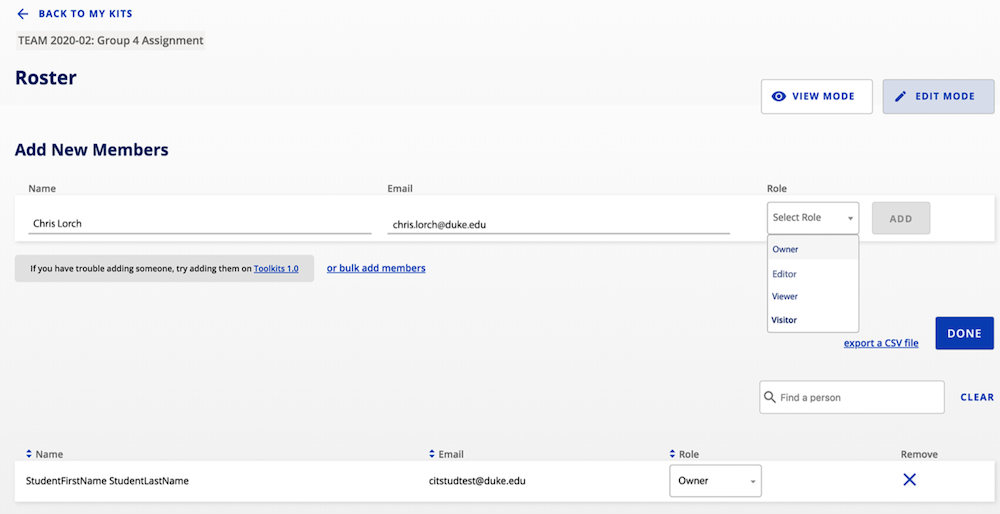 BACK TO MY KITS
TEAM 2020-02: Group 4 Assignment
Roster
VIEW MODE
EDIT MODE
Add New Members
Name Email Role
Chris Lorch chris.lorch@duke.edu Select Role ADD
Owner
If you have trouble adding someone, try adding them on Toolkits 1.0 or bulk add members
Editor
Viewer
Visitor
export a CSV file
DONE
Find a person
CLEAR
Name Email Role Remove
StudentFirstName StudentLastName citstudtest@duke.edu Owner